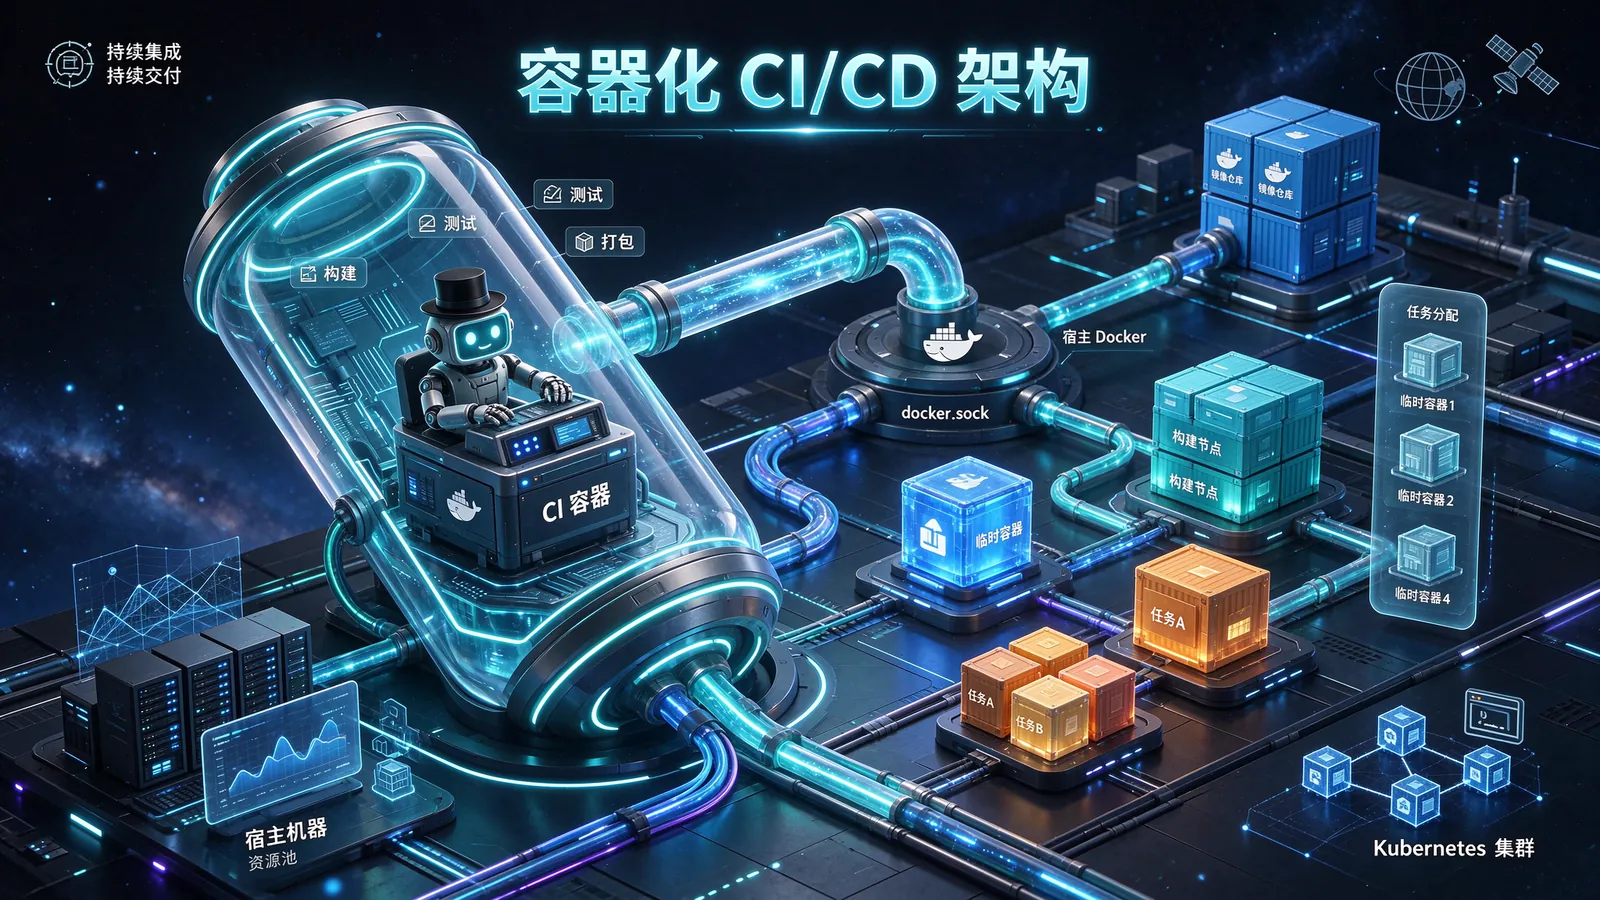 持续集成
持续交付
容器化 CI/CD 架构
测试
测试
打包
构建
CI 容器
宿主 Docker
docker.sock
镜像仓库
镜像仓库
任务分配
临时容器1
临时容器2
临时容器4
构建节点
构建节点
临时容器
任务A
任务A
任务B
宿主机器
资源池
Kubernetes 集群